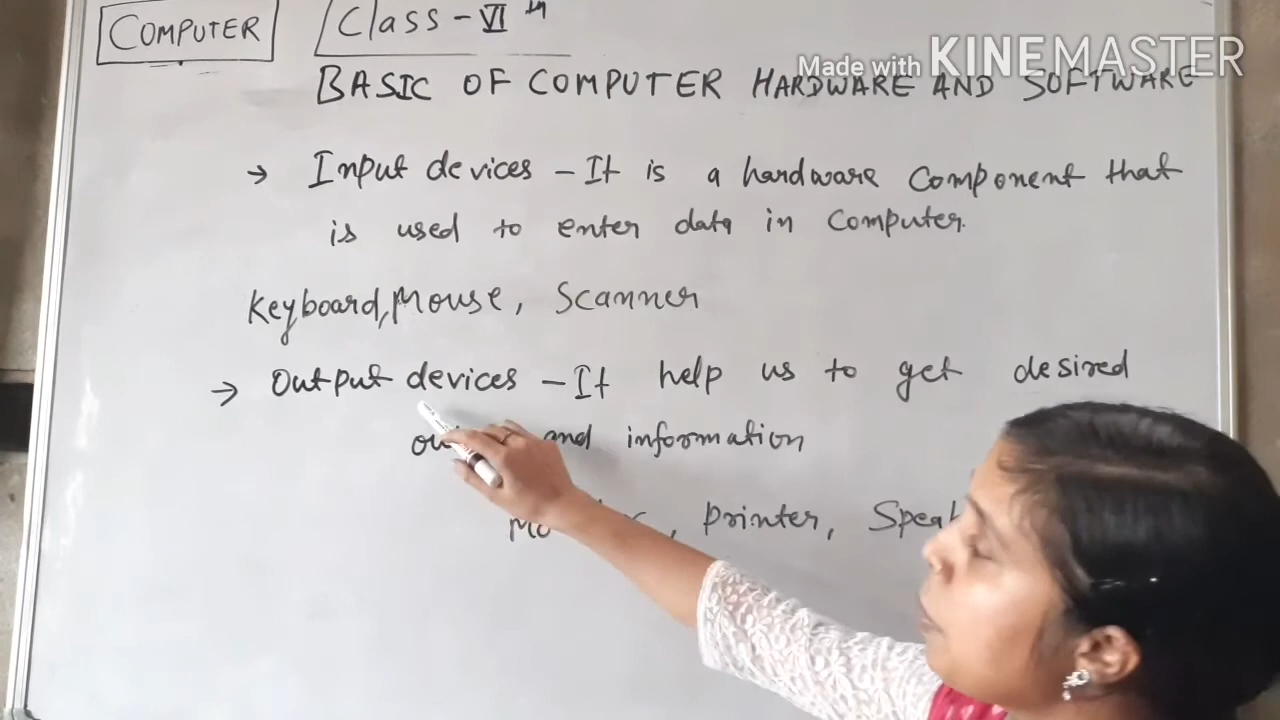 COMPUTER Class - VI th
Made with KINEMASTER
BASIC OF COMPUTER HARDWARE AND SOFTWARE
→ Input devices - It is a hardware component that
is used to enter data in computer.
Keyboard, Mouse, Scanner
→ Output devices - It help us to get desired
and information
, printer,